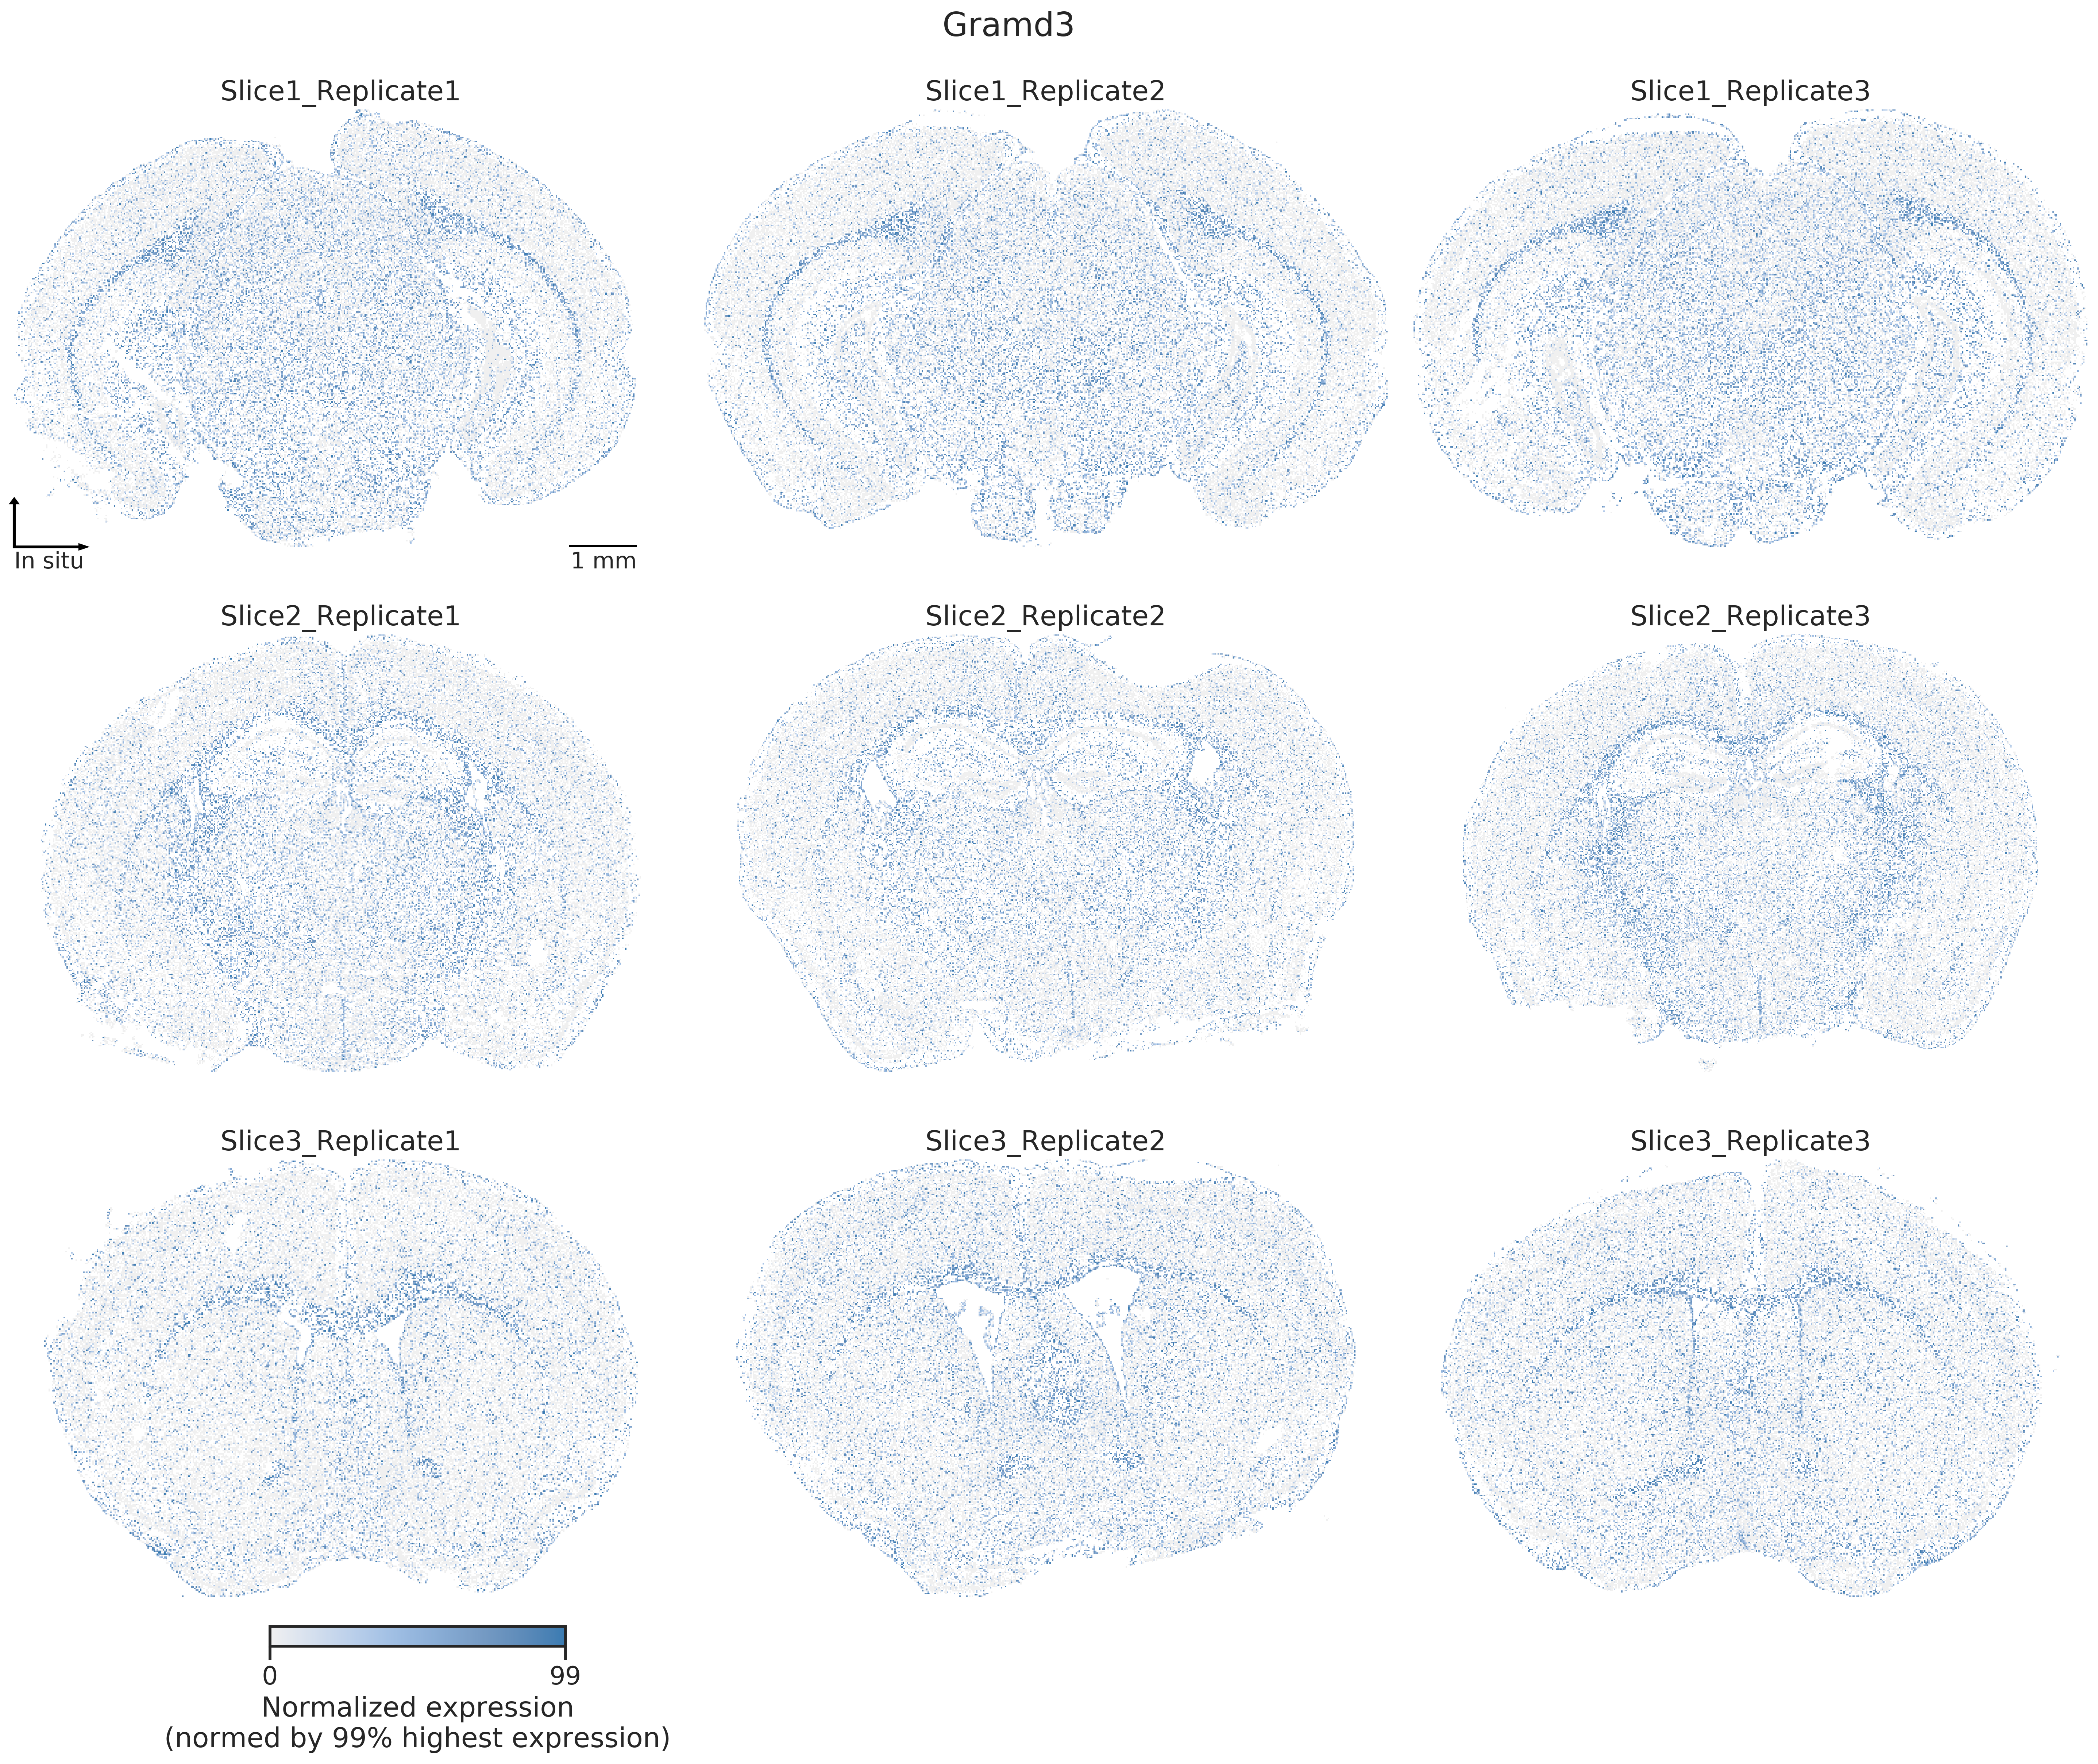 Gramd3
Slice1_Replicate1
Slice1_Replicate2
Slice1_Replicate3
In situ
1 mm
Slice2_Replicate1
Slice2_Replicate2
Slice2_Replicate3
Slice3_Replicate1
Slice3_Replicate2
Slice3_Replicate3
0
99
Normalized expression
(normed by 99% highest expression)